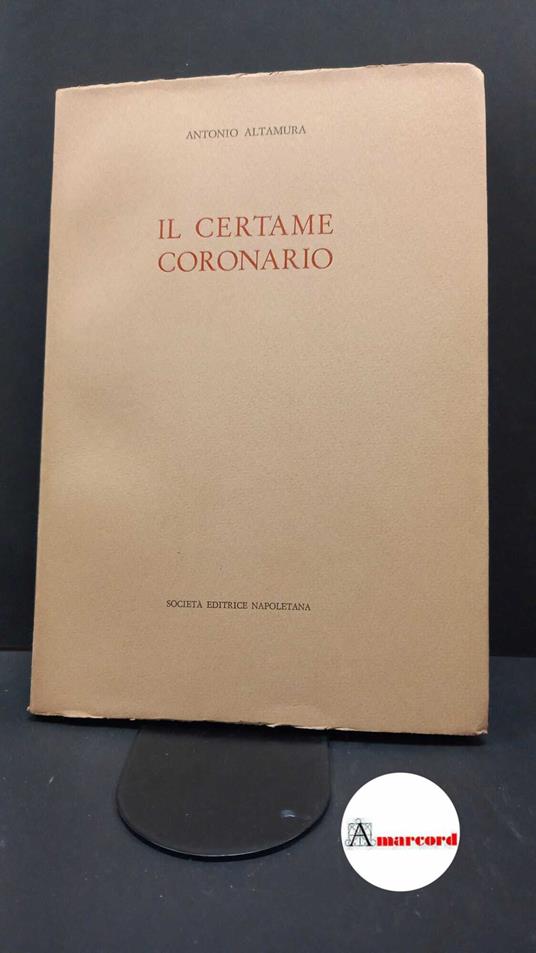 ANTONIO ALTAMURA
IL CERTAME
CORONARIO
SOCIETÀ EDITRICE NAPOLETANA
Amarcord